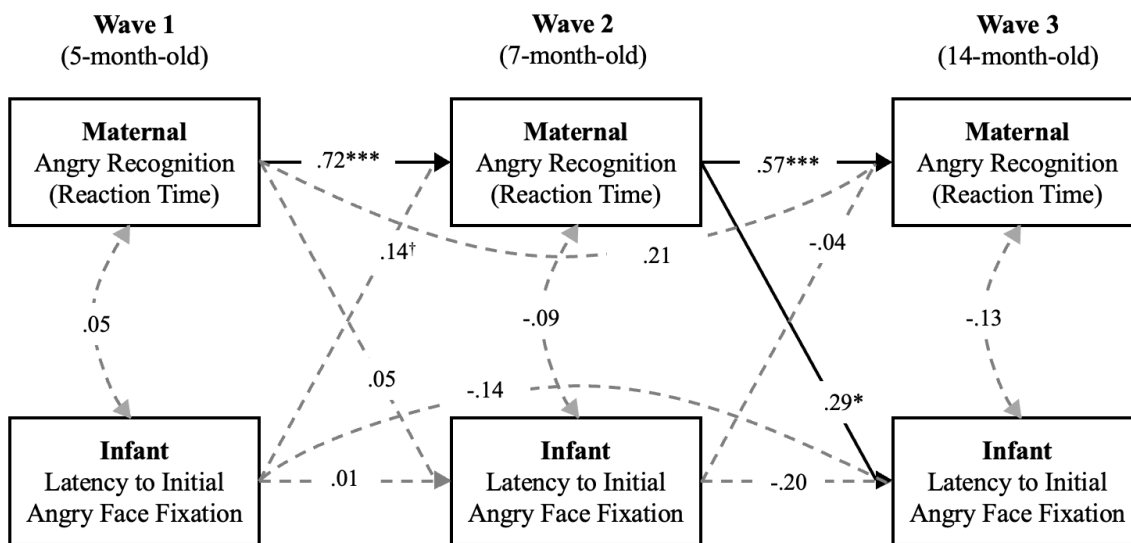 Wave 1
(5-month-old)
Wave 2
(7-month-old)
Wave 3
(14-month-old)
Maternal
Angry Recognition
(Reaction Time)
.72***
Maternal
Angry Recognition
(Reaction Time)
.57***
Maternal
Angry Recognition
(Reaction Time)
.14†
.21
-.04
.05
-.09
-.13
.05
-.14
.29*
Infant
Latency to Initial
Angry Face Fixation
.01
Infant
Latency to Initial
Angry Face Fixation
-.20
Infant
Latency to Initial
Angry Face Fixation